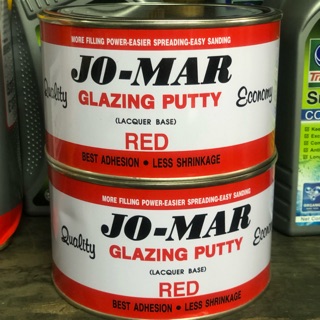 MORE FILLING POWER-EASIER SPREADING-EASY SANDING
JO-MAR
Quality
GLAZING PUTTY
Economy
(LACQUER BASE)
RED
BEST ADHESION • LESS SHRINKAGE
MORE FILLING POWER-EASIER SPREADING-EASY SANDING
JO-MAR
Quality
GLAZING PUTTY
(LACQUER BASE)
RED
BEST ADHESION • LESS SHRINKAGE